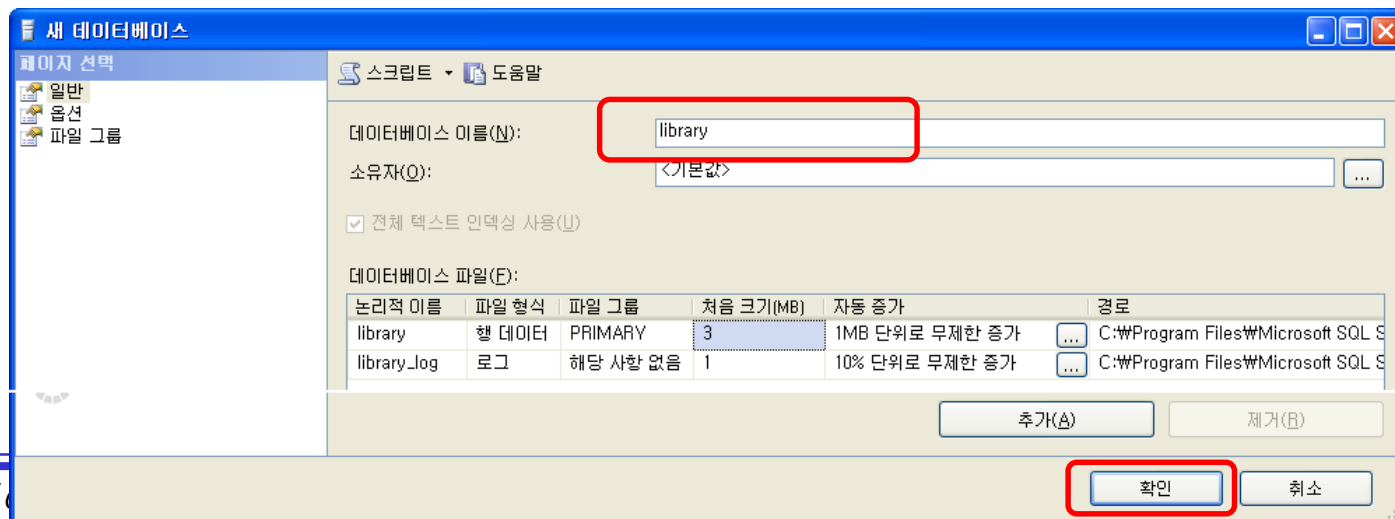 새 데이터베이스
페이지 선택
일반
옵션
파일 그룹
스크립트 도움말
데이터베이스 이름(N): library
소유자(O): <기본값> ...
전체 텍스트 인덱싱 사용(U)
데이터베이스 파일(F):
논리적 이름 파일 형식 파일 그룹 처음 크기(MB) 자동 증가 경로
library 행 데이터 PRIMARY 3 1MB 단위로 무제한 증가 ... C:₩Program Files₩Microsoft SQL S
library_log 로그 해당 사항 없음 1 10% 단위로 무제한 증가 ... C:₩Program Files₩Microsoft SQL S
추가(A) 제거(R)
확인 취소